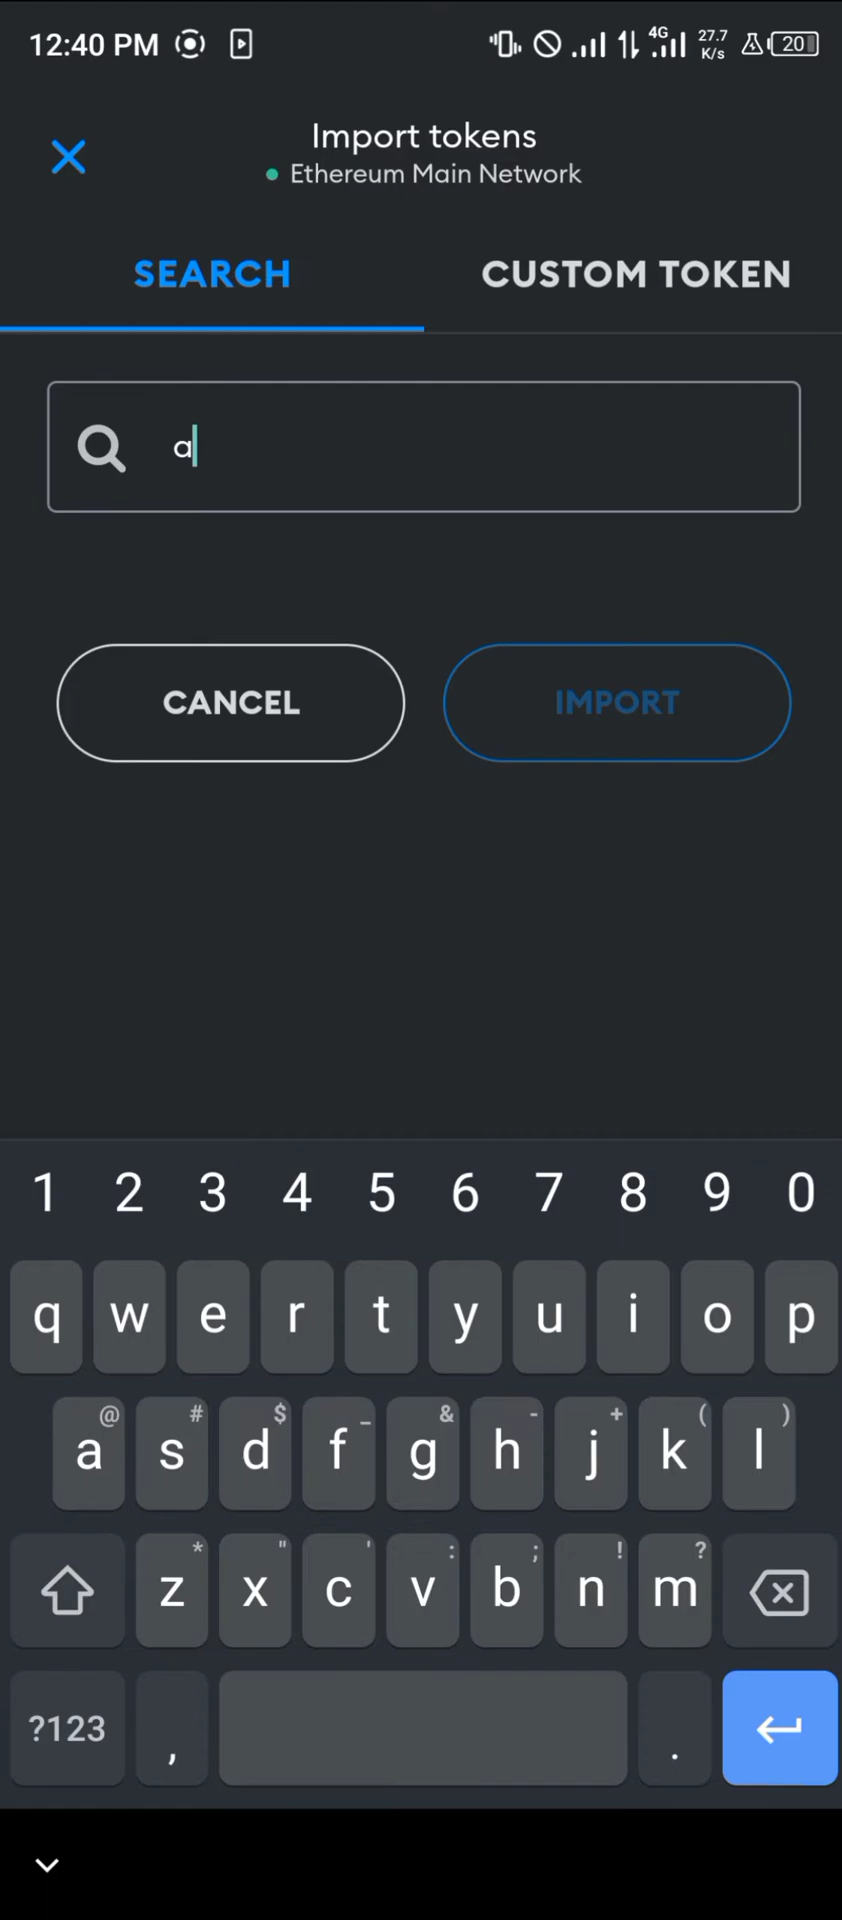 12:40 PM 4G 27.7 K/s 20
Import tokens
Ethereum Main Network
SEARCH CUSTOM TOKEN
a
CANCEL IMPORT
1 2 3 4 5 6 7 8 9 0
q w e r t y u i o p
@ # $ _ & - + ( )
a s d f g h j k l
* " ' : ; ! ?
z x c v b n m
?123 , .